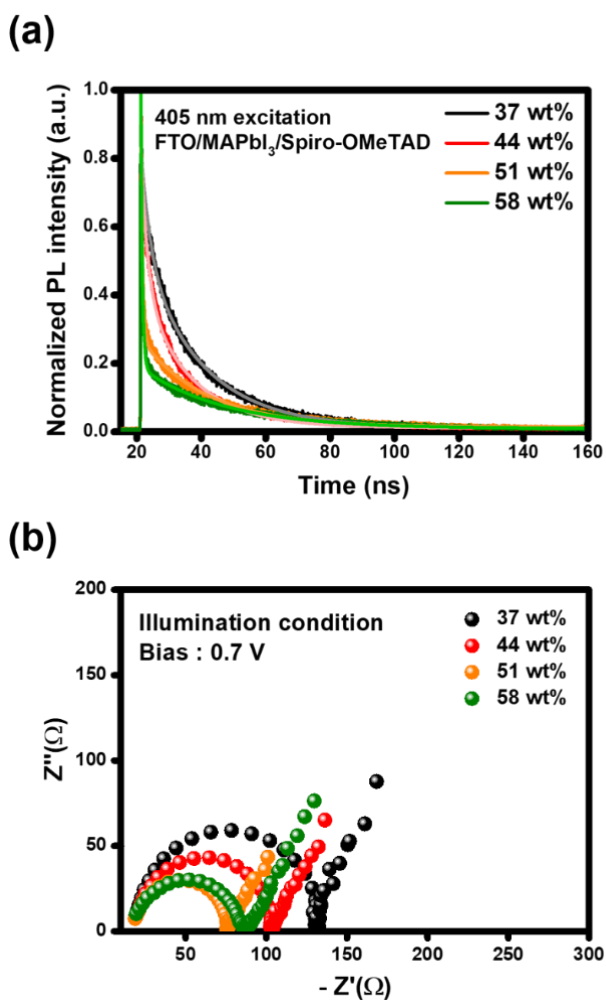 (a)
Normalized PL intensity (a.u.)
1.0
0.8
0.6
0.4
0.2
0.0
405 nm excitation
FTO/MAPbI₃/Spiro-OMeTAD
37 wt%
44 wt%
51 wt%
58 wt%
20 40 60 80 100 120 140 160
Time (ns)
(b)
Z''(Ω)
200
150
100
50
0
Illumination condition
Bias : 0.7 V
37 wt%
44 wt%
51 wt%
58 wt%
50 100 150 200 250 300
- Z'(Ω)